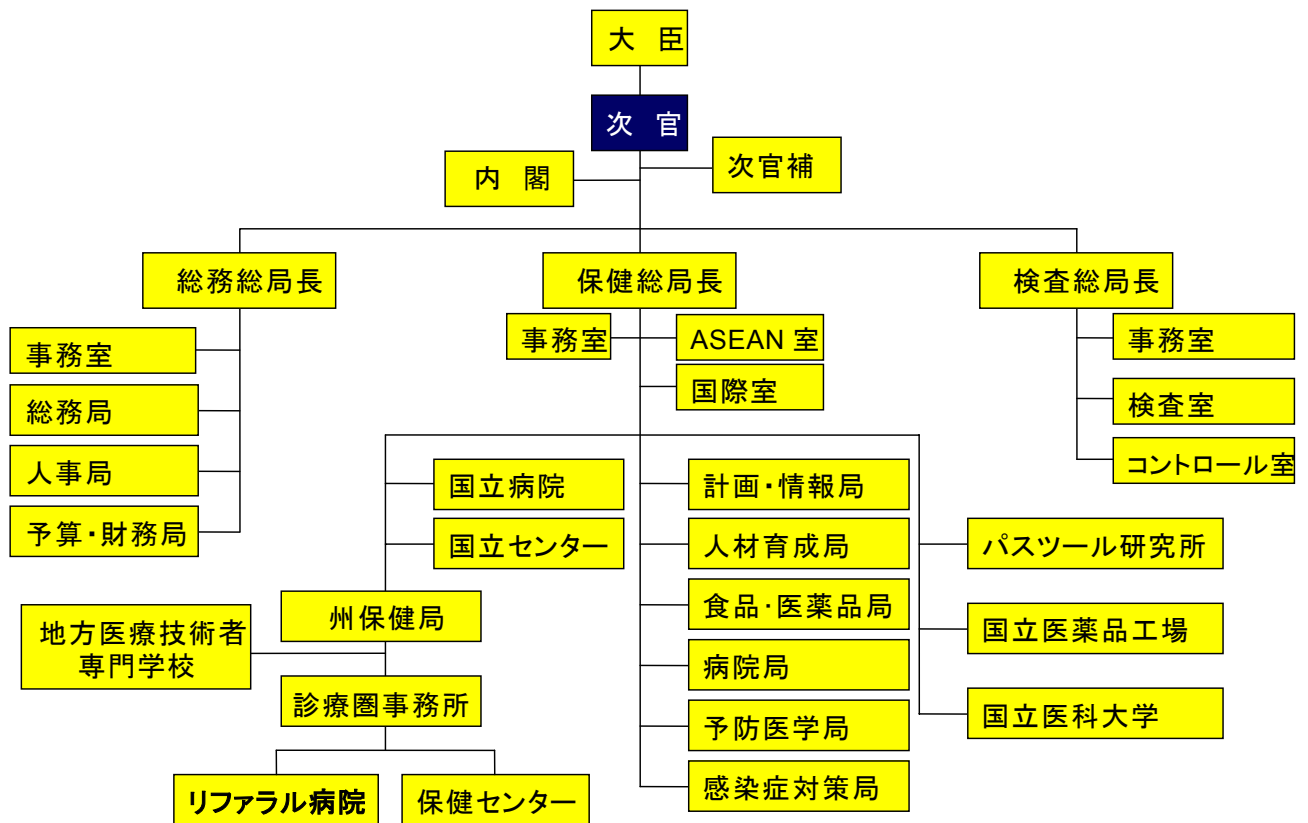 大　臣
次　官
内　閣
次官補
総務総局長
保健総局長
検査総局長
事務室
総務局
人事局
予算・財務局
事務室
ASEAN 室
国際室
事務室
検査室
コントロール室
国立病院
国立センター
州保健局
地方医療技術者
専門学校
診療圏事務所
リファラル病院
保健センター
計画・情報局
人材育成局
食品・医薬品局
病院局
予防医学局
感染症対策局
パスツール研究所
国立医薬品工場
国立医科大学